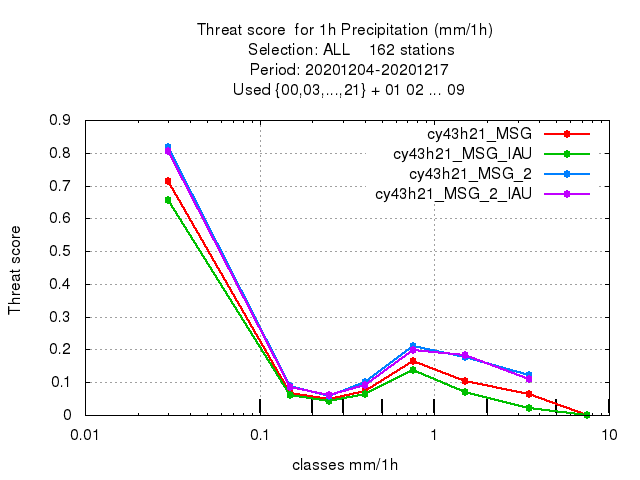 Threat score  for 1h Precipitation (mm/1h)
Selection: ALL    162 stations
Period: 20201204-20201217
Used {00,03,...,21} + 01 02 ... 09
cy43h21_MSG
cy43h21_MSG_IAU
cy43h21_MSG_2
cy43h21_MSG_2_IAU
Threat score
0.9
0.8
0.7
0.6
0.5
0.4
0.3
0.2
0.1
0
0.01 0.1 1 10
classes mm/1h